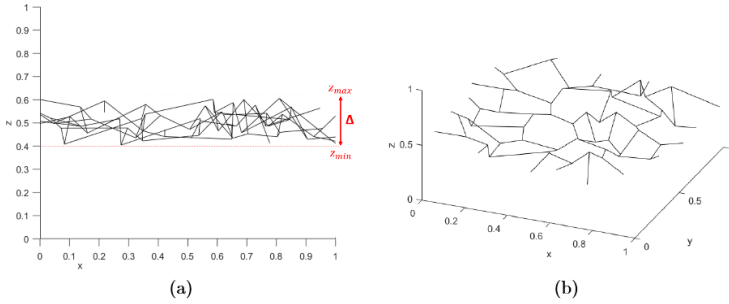 1
0.9
0.8
0.7
0.6
0.5
0.4
0.3
0.2
0.1
0
z
z_max
Δ
z_min
0 0.1 0.2 0.3 0.4 0.5 0.6 0.7 0.8 0.9 1
x
(a)
1
0.5
0
z
0 0.2 0.4 0.6 0.8 1
x
0 0.5
y
(b)